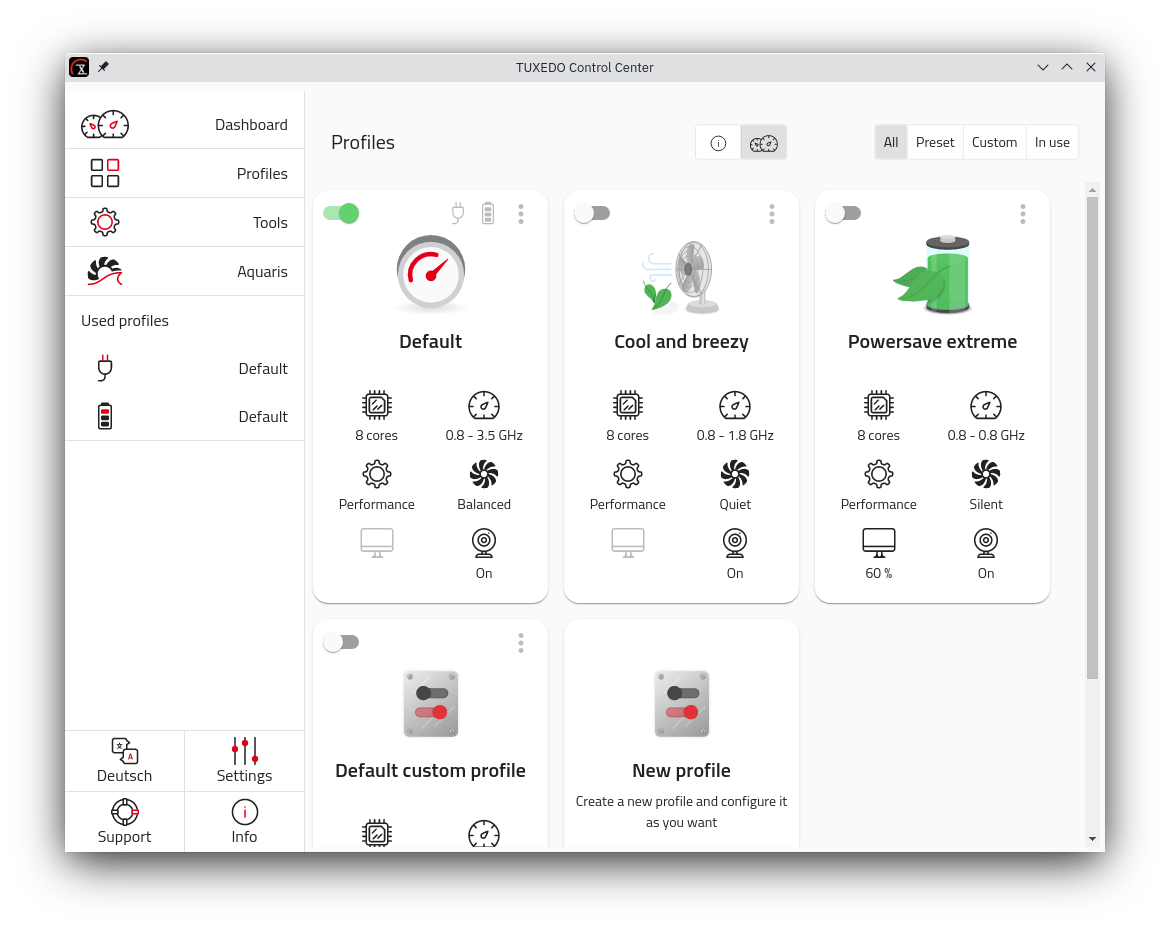 TUXEDO Control Center
Dashboard
Profiles
Tools
Aquaris
Used profiles
Default
Default
Deutsch
Settings
Support
Info
Profiles
All
Preset
Custom
In use
Default
8 cores
0.8 - 3.5 GHz
Performance
Balanced
On
Cool and breezy
8 cores
0.8 - 1.8 GHz
Performance
Quiet
On
Powersave extreme
8 cores
0.8 - 0.8 GHz
Performance
Silent
60 %
On
Default custom profile
New profile
Create a new profile and configure it
as you want